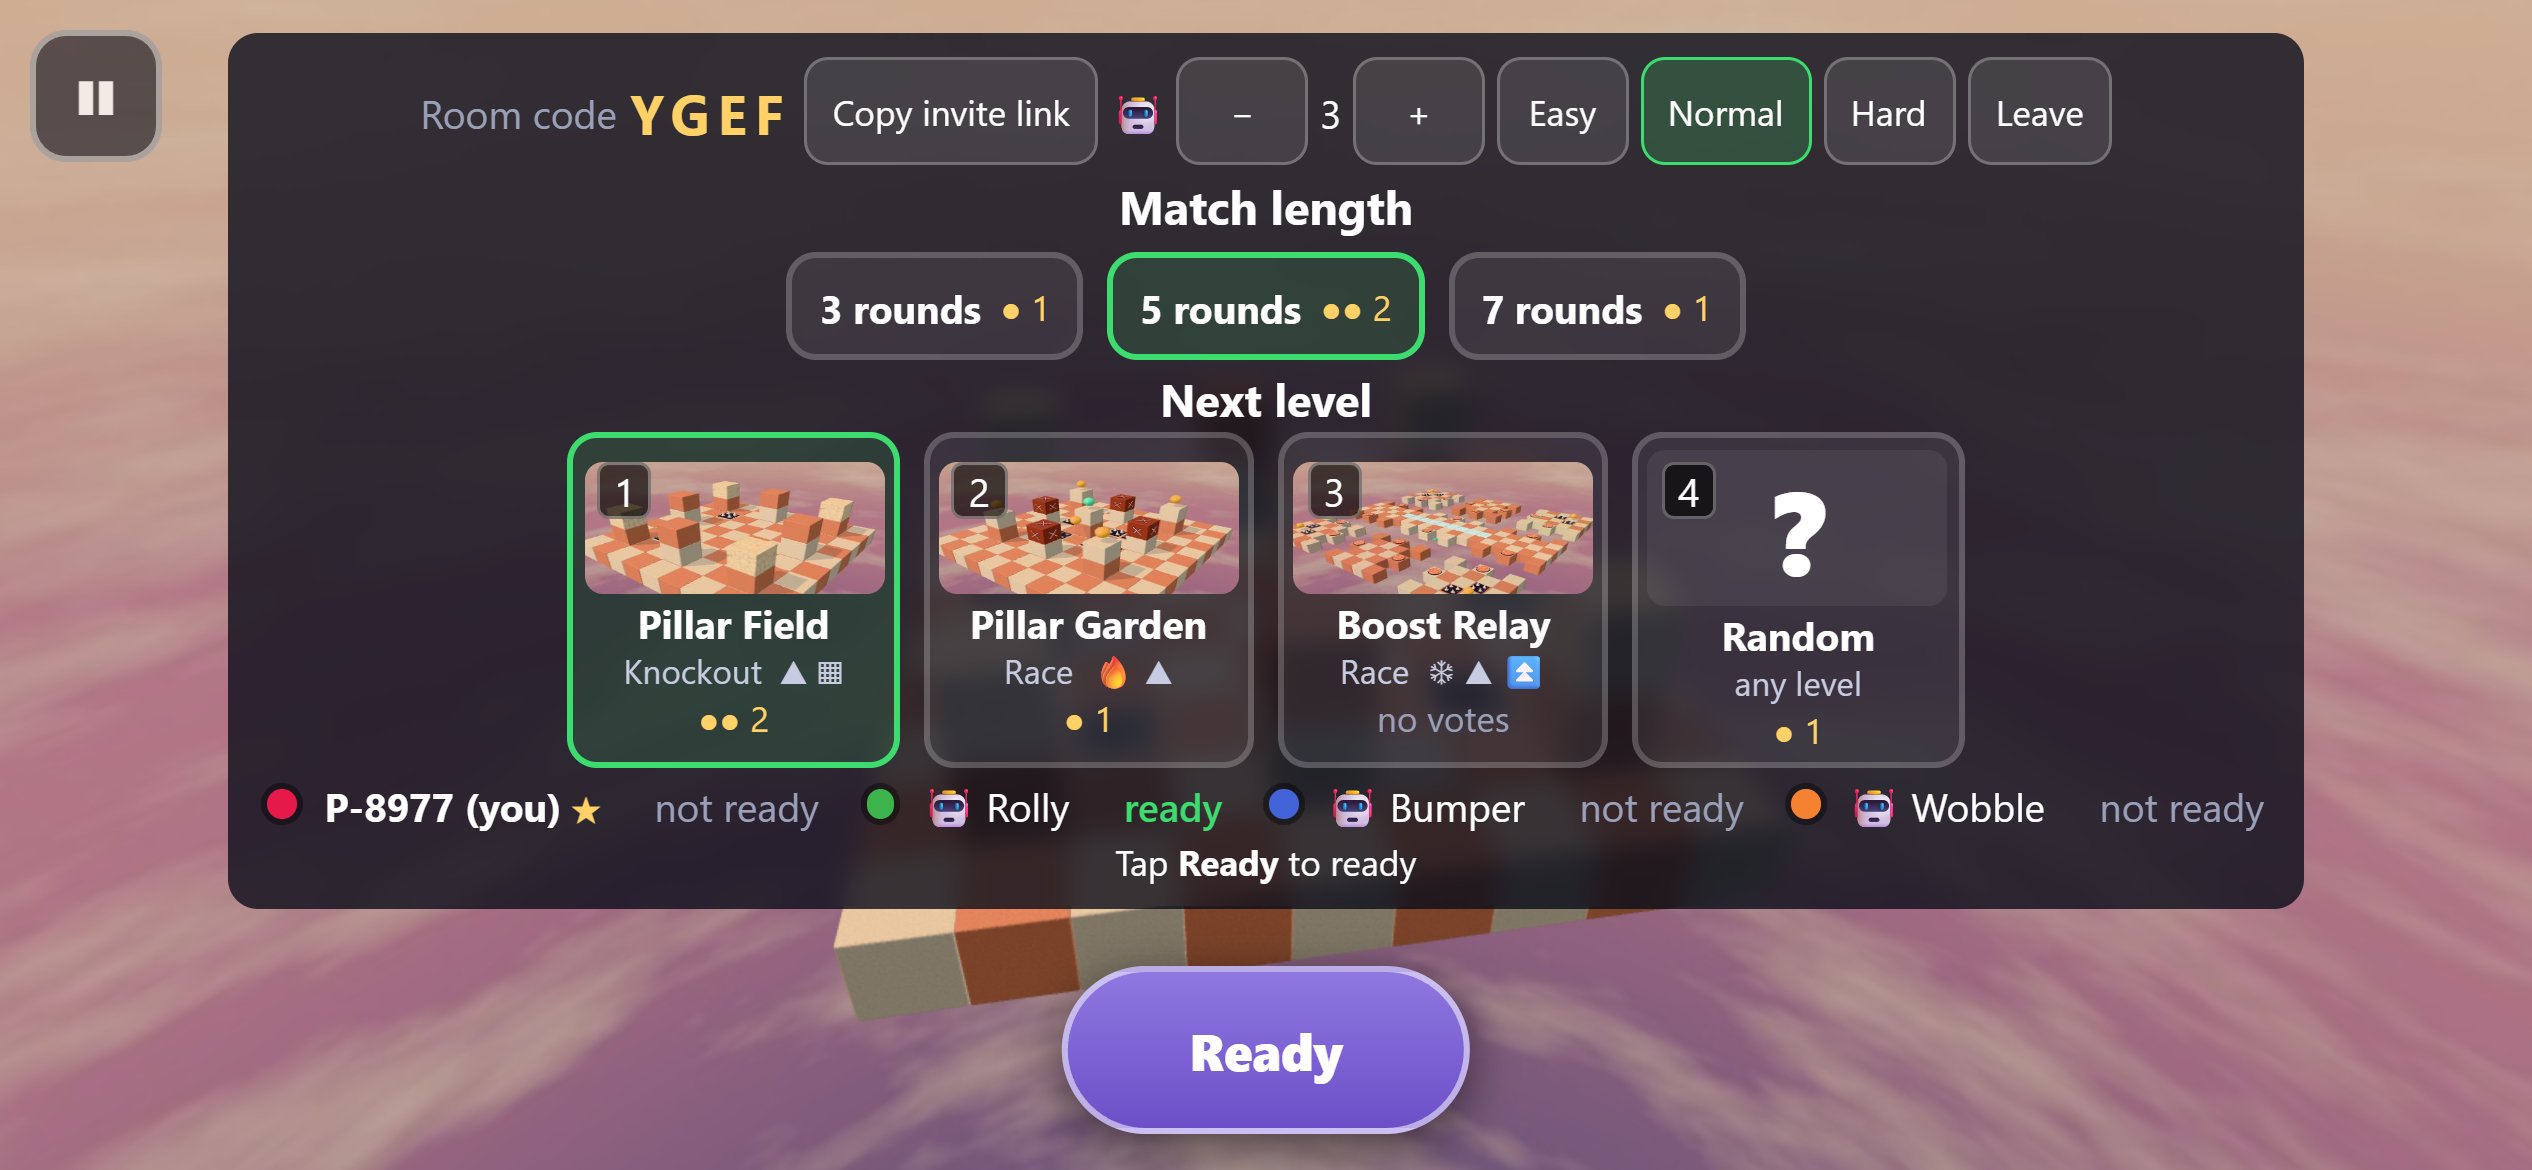 Room code YGEF Copy invite link − 3 + Easy Normal Hard Leave
Match length
3 rounds 1 5 rounds 2 7 rounds 1
Next level
1 2 3 4
?
Pillar Field Pillar Garden Boost Relay Random
Knockout Race Race any level
2 1 no votes 1
P-8977 (you) not ready Rolly ready Bumper not ready Wobble not ready
Tap Ready to ready
Ready